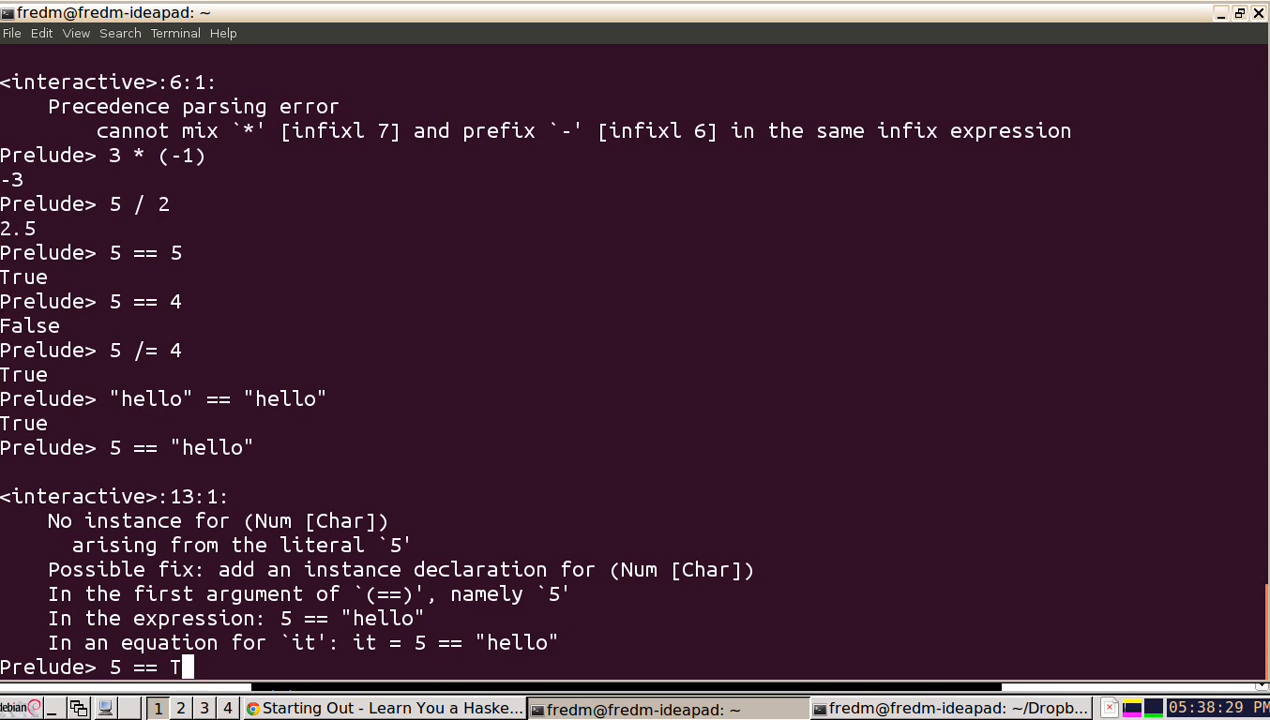 fredm@fredm-ideapad: ~
File Edit View Search Terminal Help
<interactive>:6:1:
    Precedence parsing error
        cannot mix `*' [infixl 7] and prefix `-' [infixl 6] in the same infix expression
Prelude> 3 * (-1)
-3
Prelude> 5 / 2
2.5
Prelude> 5 == 5
True
Prelude> 5 == 4
False
Prelude> 5 /= 4
True
Prelude> "hello" == "hello"
True
Prelude> 5 == "hello"
<interactive>:13:1:
    No instance for (Num [Char])
      arising from the literal `5'
    Possible fix: add an instance declaration for (Num [Char])
    In the first argument of `(==)', namely `5'
    In the expression: 5 == "hello"
    In an equation for `it': it = 5 == "hello"
Prelude> 5 == T
debian 1 2 3 4 Starting Out - Learn You a Haske... fredm@fredm-ideapad: ~ fredm@fredm-ideapad: ~/Dropb... 05:38:29 PM